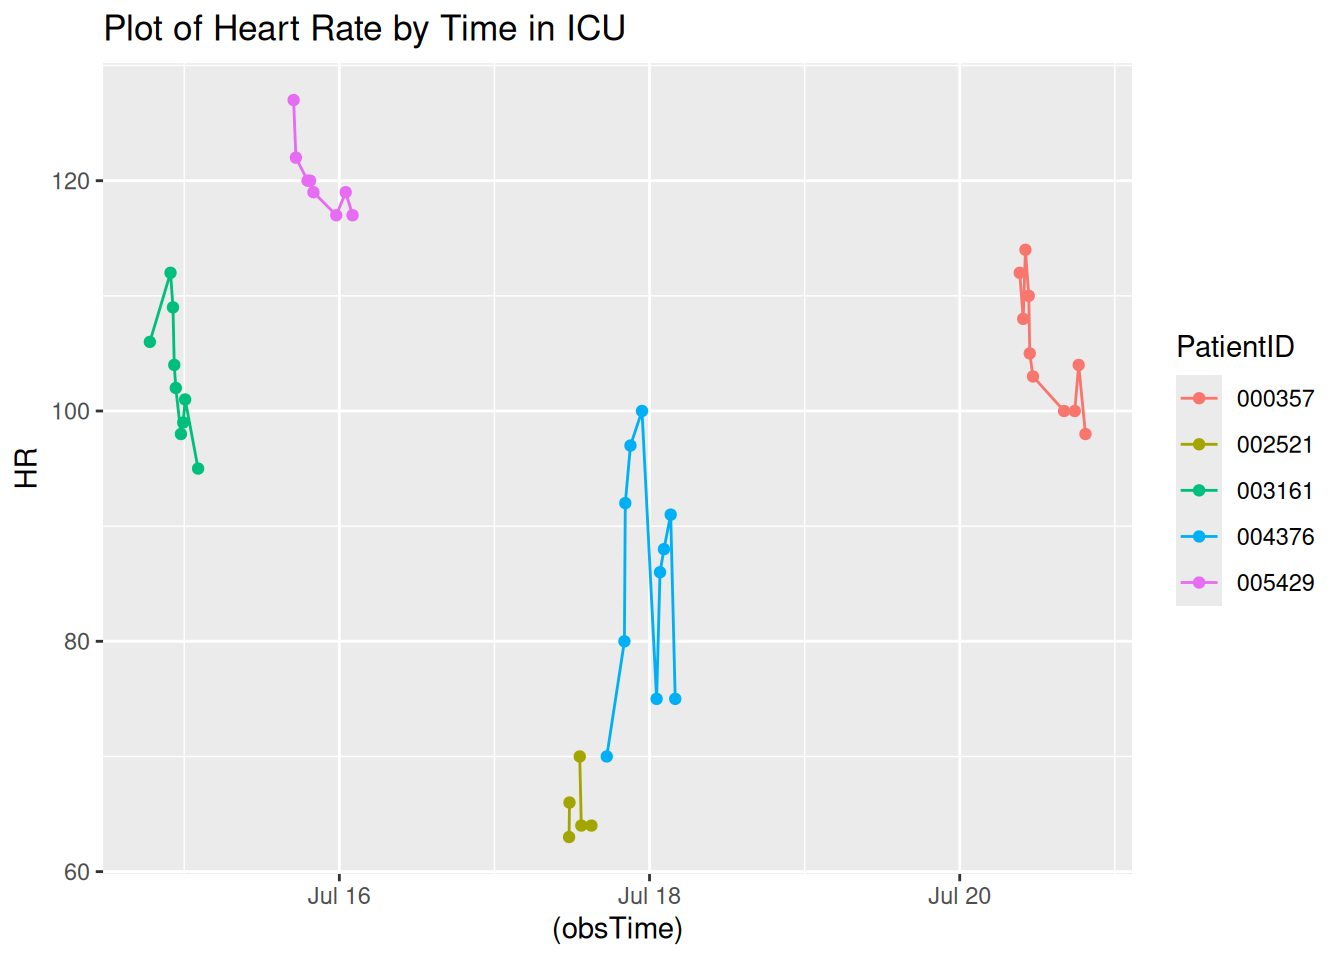 Plot of Heart Rate by Time in ICU
120
100
80
60
HR
Jul 16
Jul 18
Jul 20
(obsTime)
PatientID
000357
002521
003161
004376
005429